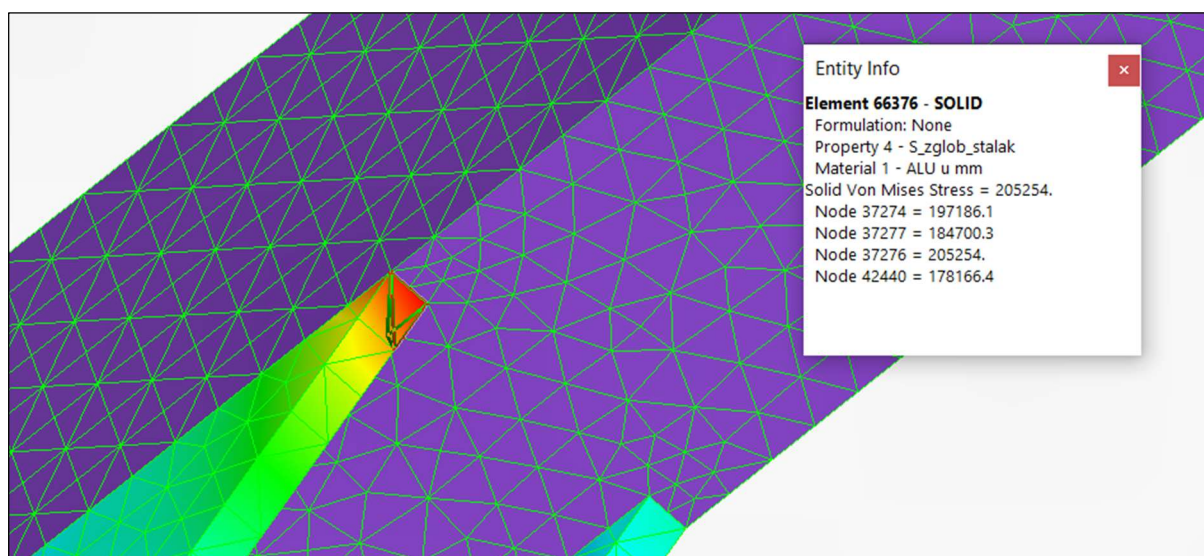 Entity Info
Element 66376 - SOLID
Formulation: None
Property 4 - S_zglob_stalak
Material 1 - ALU u mm
Solid Von Mises Stress = 205254.
Node 37274 = 197186.1
Node 37277 = 184700.3
Node 37276 = 205254.
Node 42440 = 178166.4